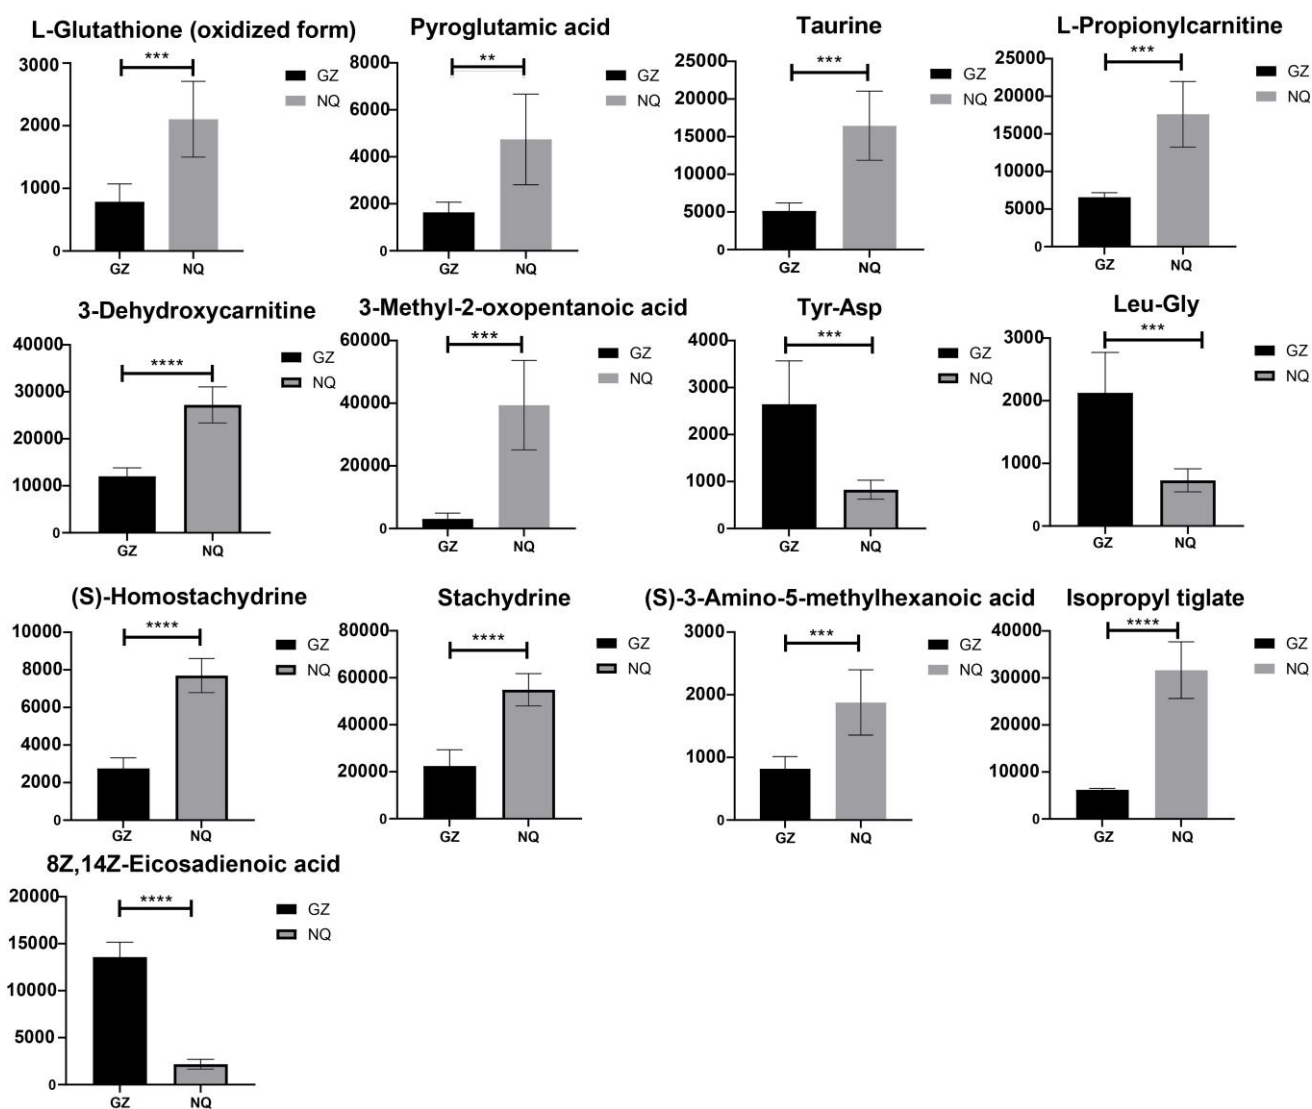 L-Glutathione (oxidized form)
3000
2000
1000
0
***
GZ
NQ
GZ
NQ
Pyroglutamic acid
8000
6000
4000
2000
0
**
GZ
NQ
GZ
NQ
Taurine
25000
20000
15000
10000
5000
0
***
GZ
NQ
GZ
NQ
L-Propionylcarnitine
25000
20000
15000
10000
5000
0
***
GZ
NQ
GZ
NQ
3-Dehydroxycarnitine
40000
30000
20000
10000
0
****
GZ
NQ
GZ
NQ
3-Methyl-2-oxopentanoic acid
60000
40000
20000
0
***
GZ
NQ
GZ
NQ
Tyr-Asp
4000
3000
2000
1000
0
***
GZ
NQ
GZ
NQ
Leu-Gly
3000
2000
1000
0
***
GZ
NQ
GZ
NQ
(S)-Homostachydrine
10000
8000
6000
4000
2000
0
****
GZ
NQ
GZ
NQ
Stachydrine
80000
60000
40000
20000
0
****
GZ
NQ
GZ
NQ
(S)-3-Amino-5-methylhexanoic acid
3000
2000
1000
0
***
GZ
NQ
GZ
NQ
Isopropyl tiglate
40000
30000
20000
10000
0
****
GZ
NQ
GZ
NQ
8Z,14Z-Eicosadienoic acid
20000
15000
10000
5000
0
****
GZ
NQ
GZ
NQ